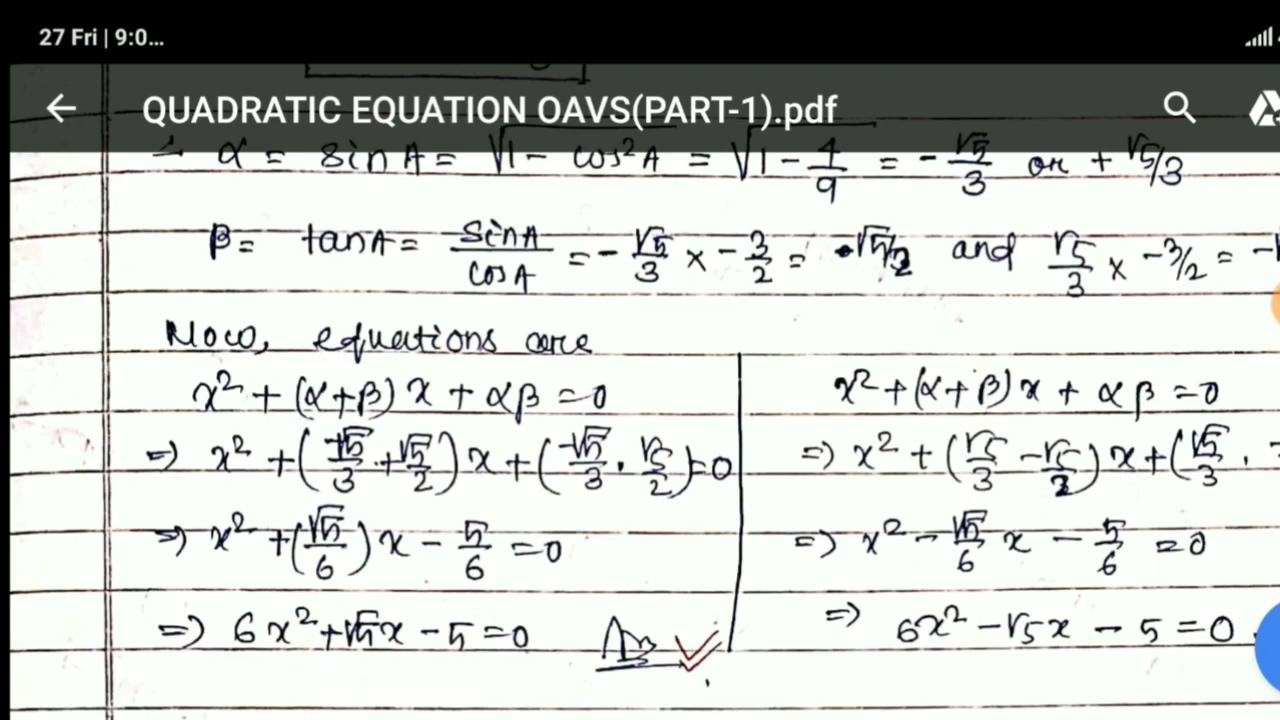 27 Fri | 9:0...
QUADRATIC EQUATION OAVS(PART-1).pdf
α = sin A = √1 - cos²A = √1 - 4/9 = - √5/3 or + √5/3
β = tan A = sin A/cos A = - √5/3 x - 3/2 = √5/2 and √5/3 x -3/2 = -
Now, equations are
x² + (α+β) x + αβ = 0
⇒ x² + (-√5/3 + √5/2) x + (-√5/3 . √5/2) = 0
⇒ x² + (√5/6) x - 5/6 = 0
⇒ 6x² + √5x - 5 = 0 Ans
x² + (α+β) x + αβ = 0
⇒ x² + (√5/3 - √5/2) x + (√5/3 .
⇒ x² - √5/6 x - 5/6 = 0
⇒ 6x² - √5x - 5 = 0.